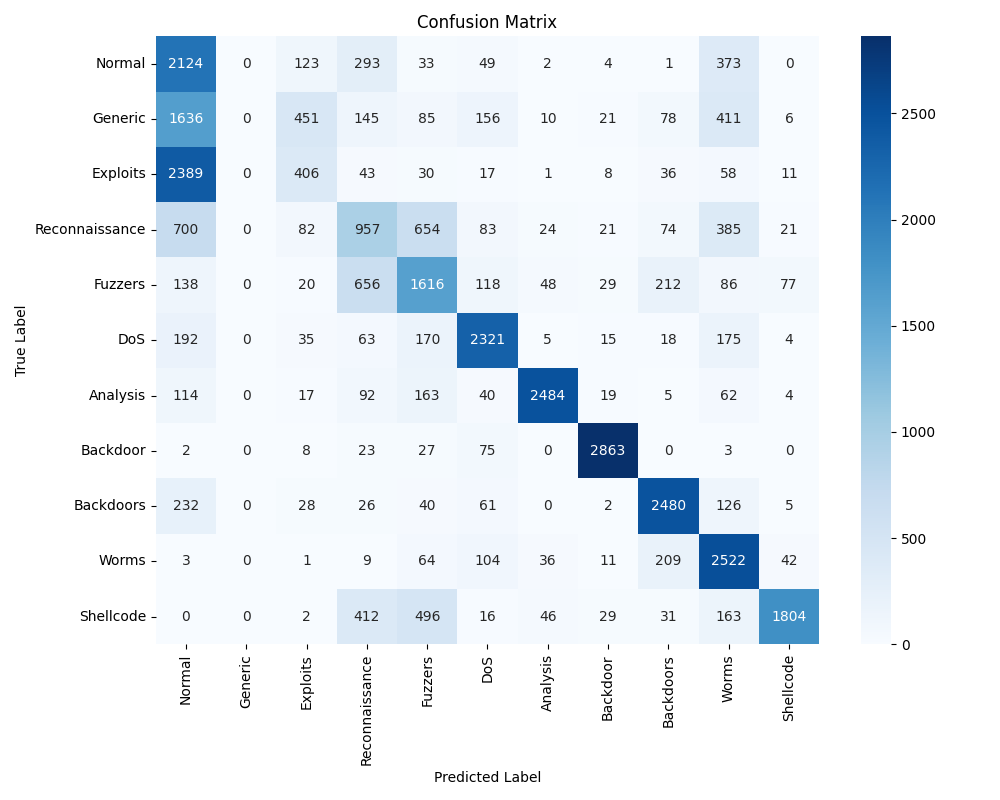 Confusion Matrix
True Label
Normal 2124 0 123 293 33 49 2 4 1 373 0
Generic 1636 0 451 145 85 156 10 21 78 411 6
Exploits 2389 0 406 43 30 17 1 8 36 58 11
Reconnaissance 700 0 82 957 654 83 24 21 74 385 21
Fuzzers 138 0 20 656 1616 118 48 29 212 86 77
DoS 192 0 35 63 170 2321 5 15 18 175 4
Analysis 114 0 17 92 163 40 2484 19 5 62 4
Backdoor 2 0 8 23 27 75 0 2863 0 3 0
Backdoors 232 0 28 26 40 61 0 2 2480 126 5
Worms 3 0 1 9 64 104 36 11 209 2522 42
Shellcode 0 0 2 412 496 16 46 29 31 163 1804
Normal Generic Exploits Reconnaissance Fuzzers DoS Analysis Backdoor Backdoors Worms Shellcode
Predicted Label
2500
2000
1500
1000
500
0